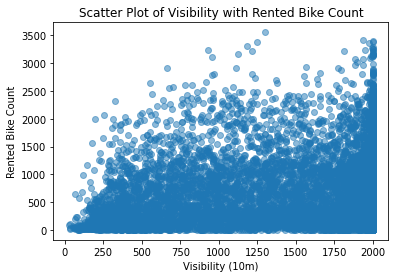 Scatter Plot of Visibility with Rented Bike Count
3500
3000
2500
2000
1500
1000
500
0
Rented Bike Count
0 250 500 750 1000 1250 1500 1750 2000
Visibility (10m)